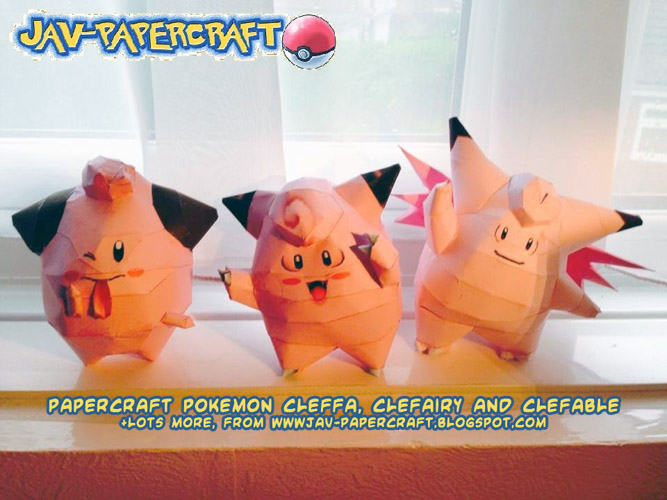 JAV-PAPERCRAFT
PAPERCRAFT POKEMON CLEFFA, CLEFAIRY AND CLEFABLE
+LOTS MORE, FROM WWW.JAV-PAPERCRAFT.BLOGSPOT.COM